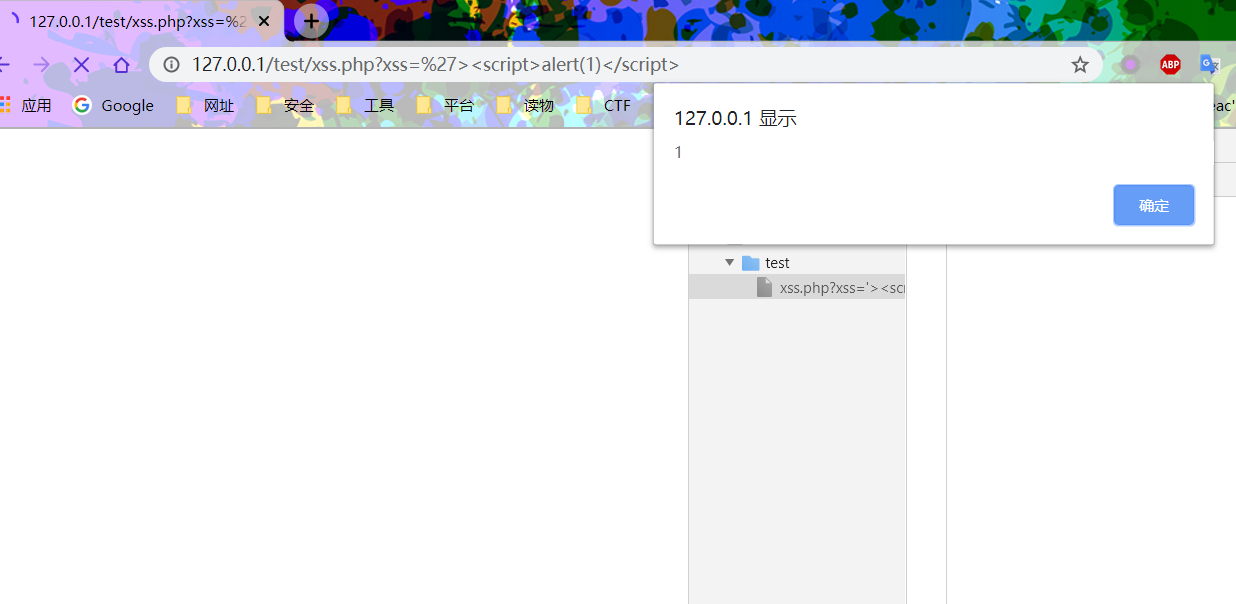 127.0.0.1/test/xss.php?xss=%2
127.0.0.1/test/xss.php?xss=%27><script>alert(1)</script>
ABP
G
应用 Google 网址 安全 工具 平台 读物 CTF eac'
127.0.0.1 显示
1
确定
test
xss.php?xss='><scr